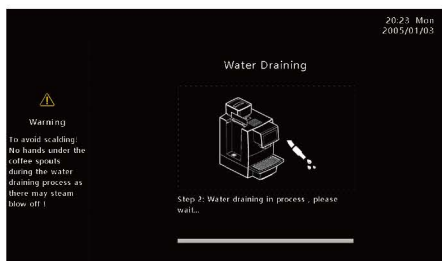 20:23 Mon
2005/01/03
Water Draining
Warning
To avoid scalding!
No hands under the
coffee spouts
during the water
draining process as
there may steam
blow off !
Step 2: Water draining in process , please
wait...